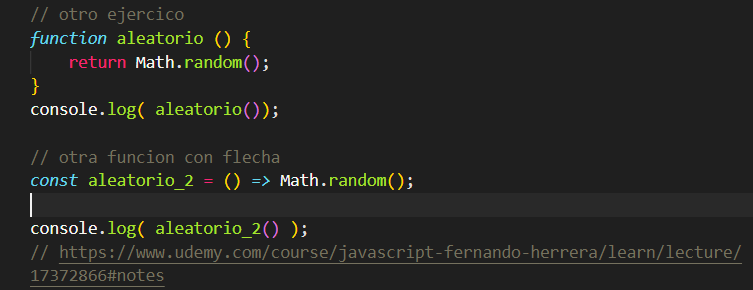 // otro ejercico
function aleatorio () {
    return Math.random();
}
console.log( aleatorio());
// otra funcion con flecha
const aleatorio_2 = () => Math.random();
console.log( aleatorio_2() );
// https://www.udemy.com/course/javascript-fernando-herrera/learn/lecture/
17372866#notes